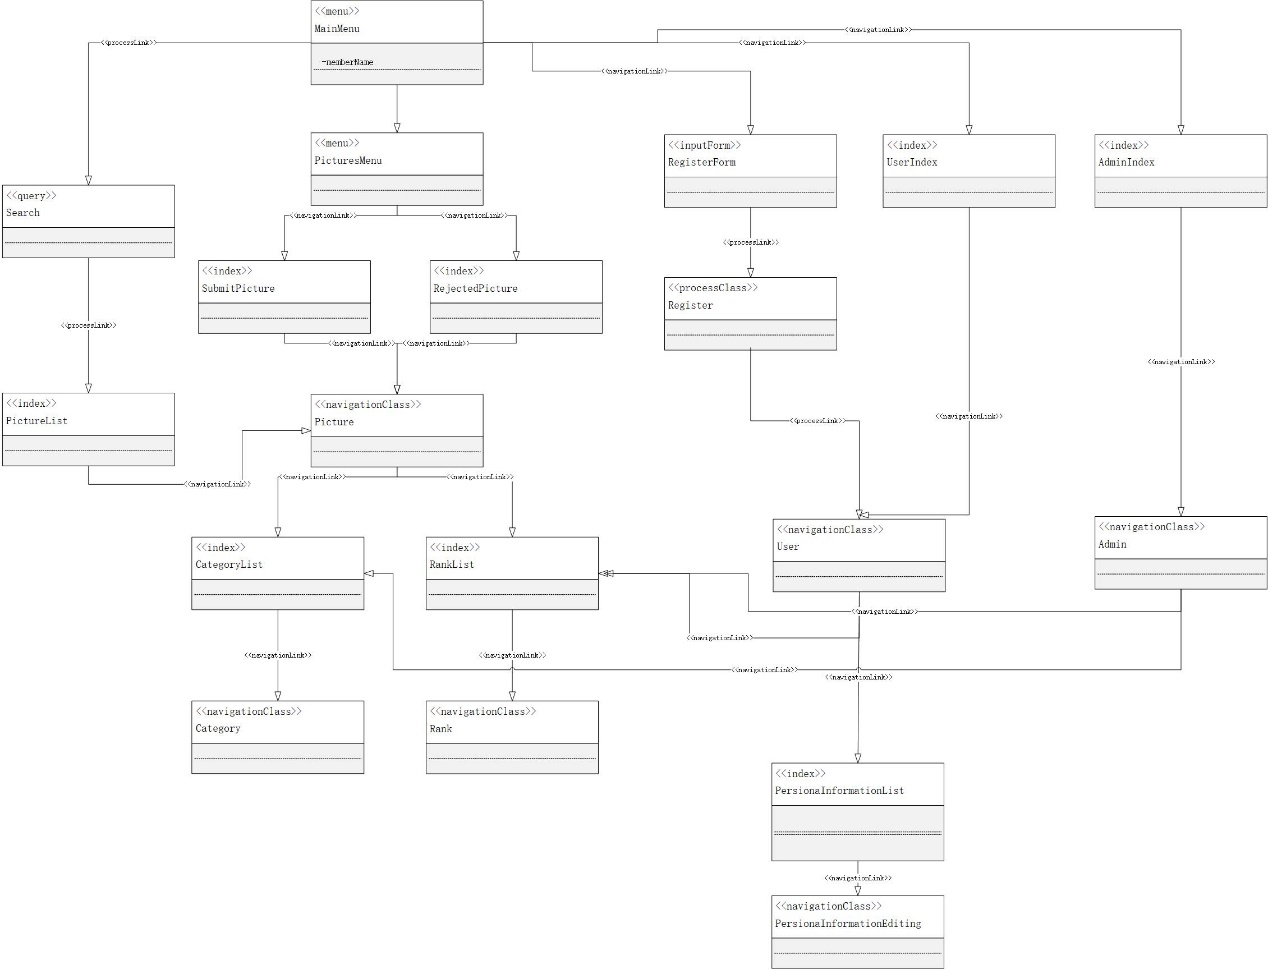 <<menu>>
MainMenu
-memberName
<<processLink>>
<<navigationLink>>
<<navigationLink>>
<<navigationLink>>
<<menu>>
PicturesMenu
<<inputForm>>
RegisterForm
<<index>>
UserIndex
<<index>>
AdminIndex
<<query>>
Search
<<navigationLink>>
<<navigationLink>>
<<processLink>>
<<index>>
SubmitPicture
<<index>>
RejectedPicture
<<processClass>>
Register
<<processLink>>
<<navigationLink>>
<<navigationLink>>
<<navigationLink>>
<<index>>
PictureList
<<navigationClass>>
Picture
<<processLink>>
<<navigationLink>>
<<navigationLink>>
<<navigationLink>>
<<navigationLink>>
<<navigationClass>>
User
<<navigationClass>>
Admin
<<index>>
CategoryList
<<index>>
RankList
<<navigationLink>>
<<navigationLink>>
<<navigationLink>>
<<navigationLink>>
<<navigationLink>>
<<navigationLink>>
<<navigationClass>>
Category
<<navigationClass>>
Rank
<<index>>
PersionaInformationList
<<navigationLink>>
<<navigationClass>>
PersionaInformationEditing